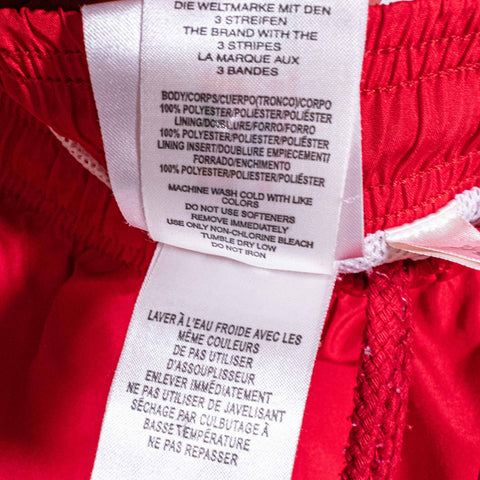 DIE WELTMARKE MIT DEN
3 STREIFEN
THE BRAND WITH THE
3 STRIPES
LA MARQUE AUX
3 BANDES
BODY/CORPS/CUERPO(TRONCO)/CORPO
100% POLYESTER/POLYESTER/POLIÉSTER
LINING/DOUBLURE/FORRO/FORRO
100% POLYESTER/POLYESTER/POLIÉSTER
LINING INSERT/DOUBLURE EMPIECEMENT/
FORRADO/ENCHIMENTO
100% POLYESTER/POLYESTER/POLIÉSTER
MACHINE WASH COLD WITH LIKE
COLORS
DO NOT USE SOFTENERS
REMOVE IMMEDIATELY
USE ONLY NON-CHLORINE BLEACH
TUMBLE DRY LOW
DO NOT IRON
LAVER À L'EAU FROIDE AVEC LES
MÊME COULEURS
DE PAS UTILISER
D'ASSOUPLISSEUR
ENLEVER IMMÉDIATEMENT
NE PAS UTILISER DE JAVELISANT
SÉCHAGE PAR CULBUTAGE À
BASSE TEMPÉRATURE
NE PAS REPASSER